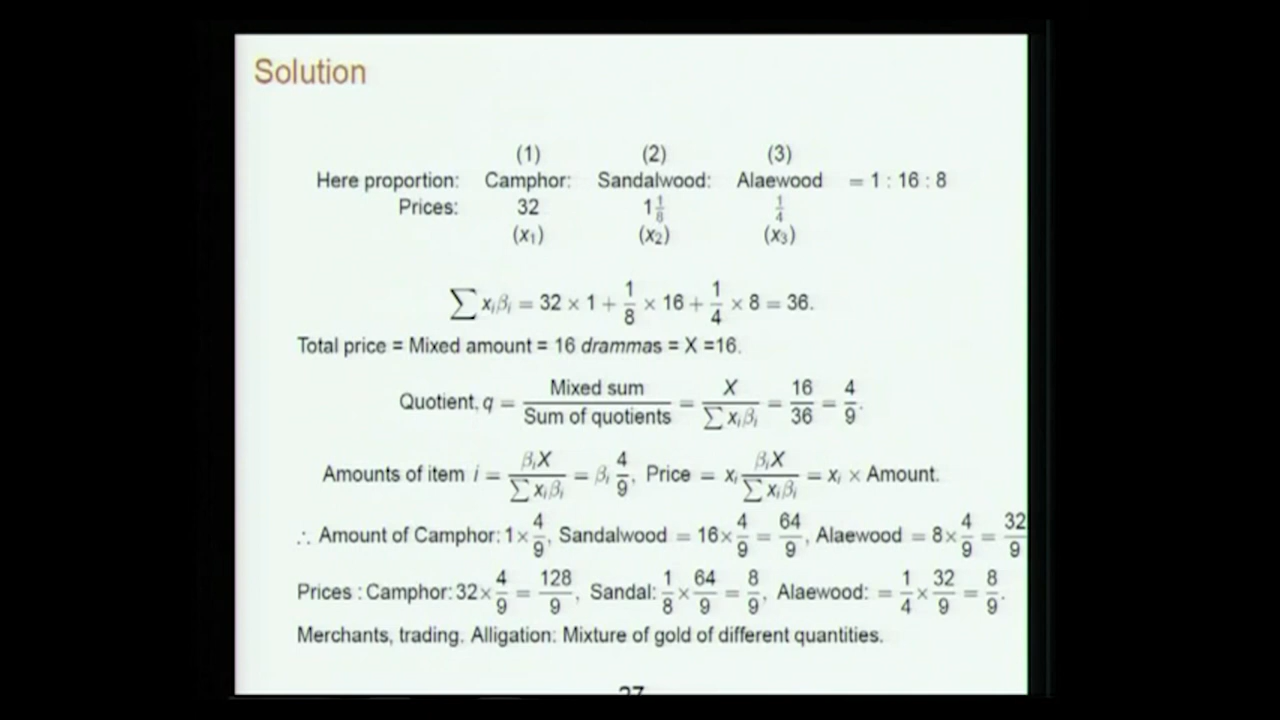 Solution
(1) (2) (3)
Here proportion: Camphor: Sandalwood: Alaewood = 1 : 16 : 8
Prices: 32 1 1/8 1/4
(x₁) (x₂) (x₃)
∑ xᵢβᵢ = 32 × 1 + 1/8 × 16 + 1/4 × 8 = 36.
Total price = Mixed amount = 16 drammas = X =16.
Quotient, q = Mixed sum / Sum of quotients = X / ∑ xᵢβᵢ = 16/36 = 4/9.
Amounts of item i = βᵢX / ∑ xᵢβᵢ = βᵢ 4/9, Price = xᵢ βᵢX / ∑ xᵢβᵢ = xᵢ × Amount.
∴ Amount of Camphor: 1× 4/9, Sandalwood = 16× 4/9 = 64/9, Alaewood = 8× 4/9 = 32/9
Prices : Camphor: 32× 4/9 = 128/9, Sandal: 1/8 × 64/9 = 8/9, Alaewood: = 1/4 × 32/9 = 8/9.
Merchants, trading. Alligation: Mixture of gold of different quantities.